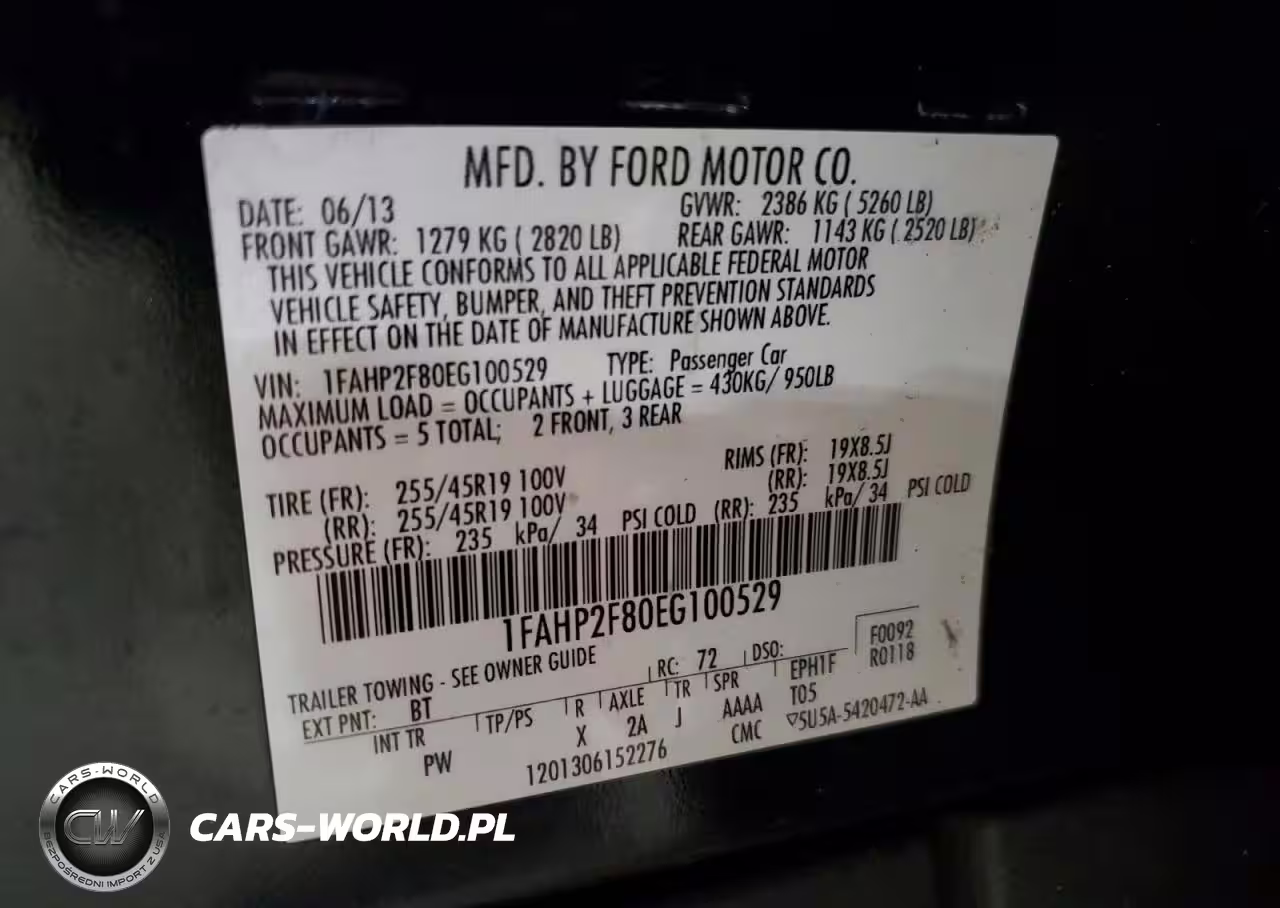 MFD. BY FORD MOTOR CO.
DATE: 06/13 GVWR: 2386 KG ( 5260 LB)
FRONT GAWR: 1279 KG ( 2820 LB) REAR GAWR: 1143 KG ( 2520 LB)
THIS VEHICLE CONFORMS TO ALL APPLICABLE FEDERAL MOTOR
VEHICLE SAFETY, BUMPER, AND THEFT PREVENTION STANDARDS
IN EFFECT ON THE DATE OF MANUFACTURE SHOWN ABOVE.
VIN: 1FAHP2F80EG100529 TYPE: Passenger Car
MAXIMUM LOAD = OCCUPANTS + LUGGAGE = 430KG/ 950LB
OCCUPANTS = 5 TOTAL; 2 FRONT, 3 REAR
TIRE (FR): 255/45R19 100V RIMS (FR): 19X8.5J
(RR): 255/45R19 100V (RR): 19X8.5J
PRESSURE (FR): 235 kPa/ 34 PSI COLD (RR): 235 kPa/ 34 PSI COLD
1FAHP2F80EG100529
TRAILER TOWING - SEE OWNER GUIDE
F0092
EXT PNT: BT RC: 72 DSO: R0118
INT TR TP/PS R AXLE TR SPR EPH1F
PW X 2A J AAAA T05
1201306152276 CMC ▽5U5A-5420472-AA
CARS-WORLD
CW
BEZPOŚREDNI IMPORT Z USA
CARS-WORLD.PL